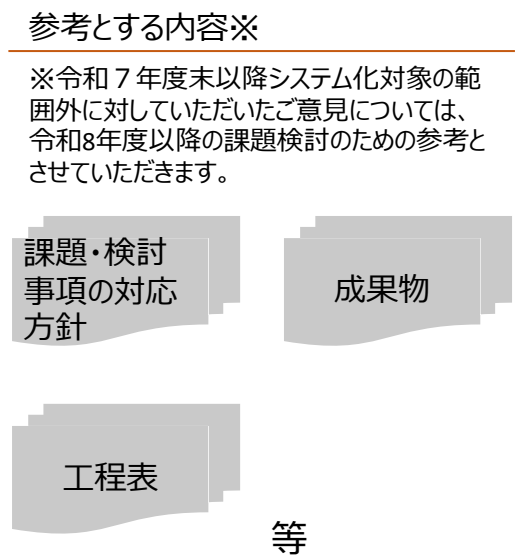 参考とする内容※
※令和７年度末以降システム化対象の範
囲外に対していただいたご意見については、
令和8年度以降の課題検討のための参考と
させていただきます。
課題・検討
事項の対応
方針
成果物
工程表
等